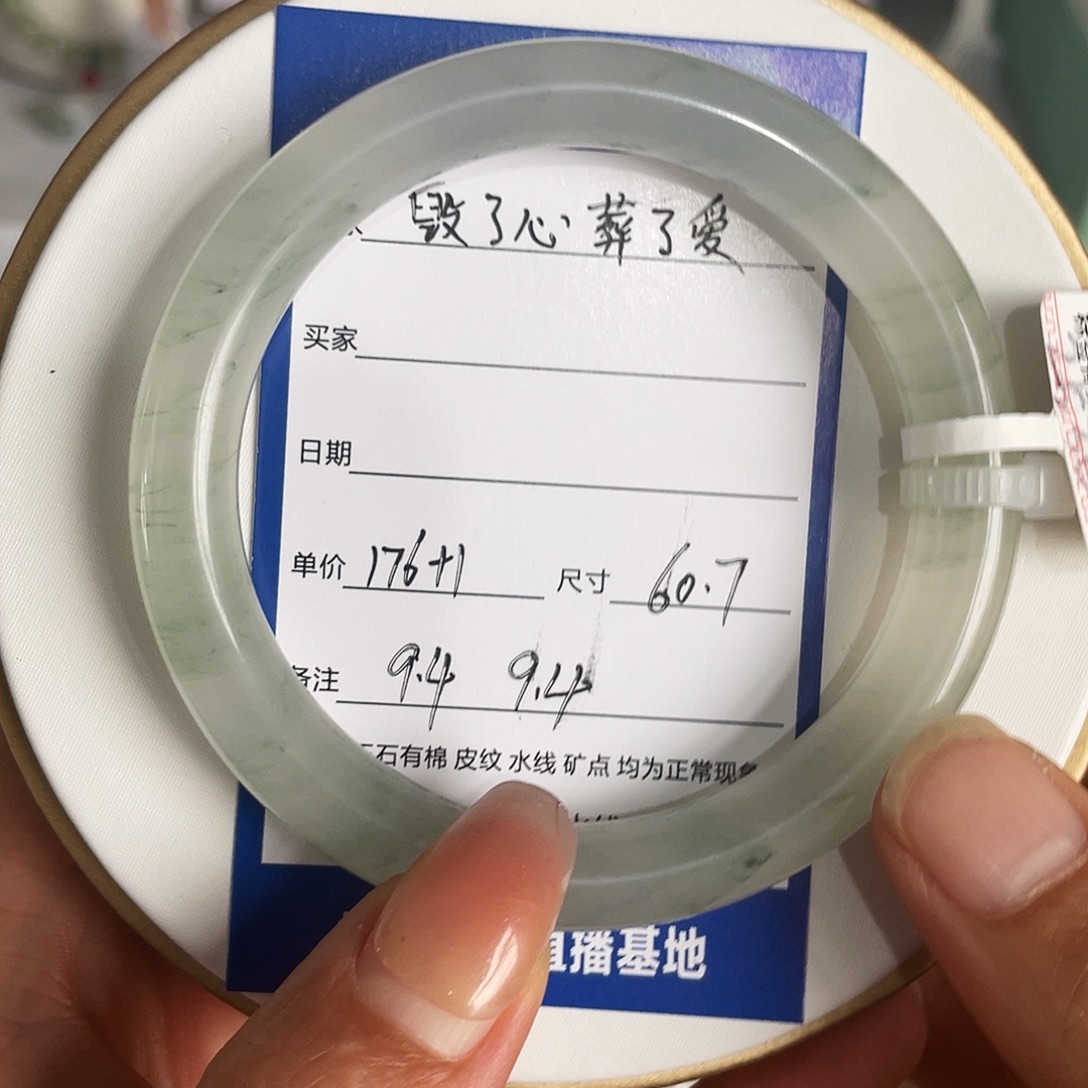 毁了心 葬了爱
买家
日期
单价 176+1 尺寸 60.7
备注 9.4 9.4
石有棉 皮纹 水线 矿点 均为正常现象
直播基地